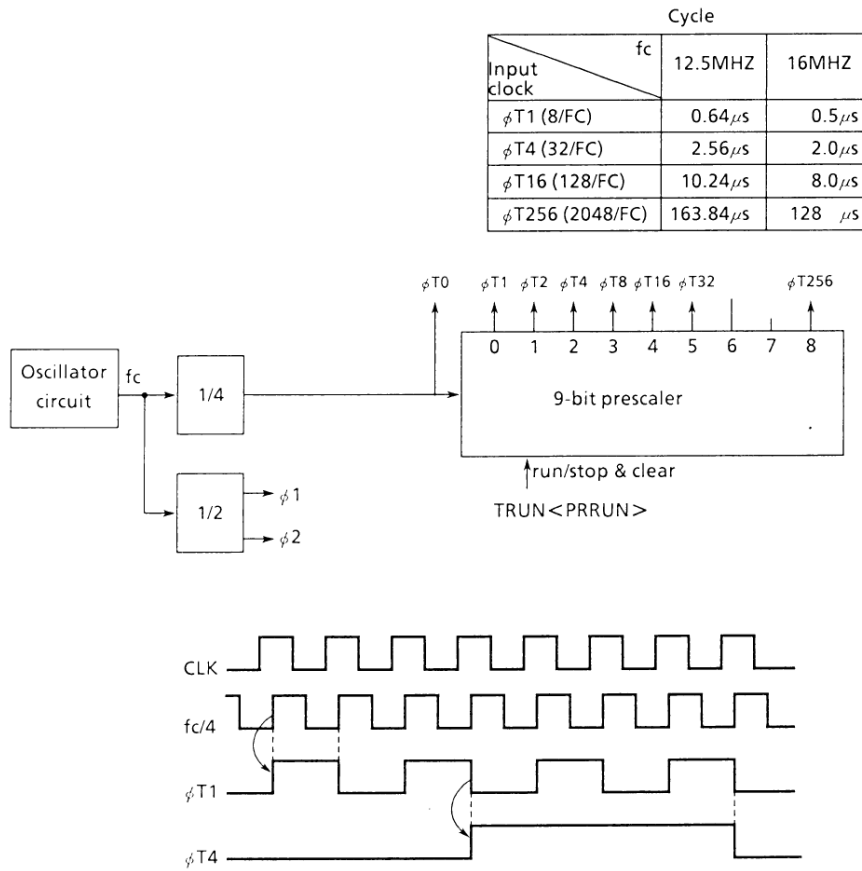 Cycle
fc
Input
clock
12.5MHZ
16MHZ
φT1 (8/FC)
0.64μs
0.5μs
φT4 (32/FC)
2.56μs
2.0μs
φT16 (128/FC)
10.24μs
8.0μs
φT256 (2048/FC)
163.84μs
128 μs
φT0
φT1
φT2
φT4
φT8
φT16
φT32
φT256
0 1 2 3 4 5 6 7 8
Oscillator
circuit
fc
1/4
9-bit prescaler
run/stop & clear
TRUN<PRRUN>
1/2
φ1
φ2
CLK
fc/4
φT1
φT4